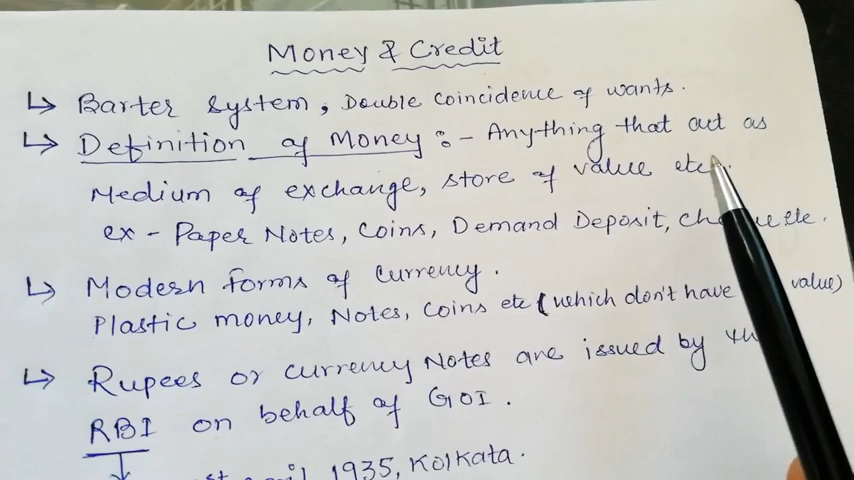 Money & Credit
↳ Barter System, Double Coincidence of wants.
↳ Definition of Money :- Anything that act as
Medium of exchange, store of value etc.
ex - Paper Notes, Coins, Demand Deposit, etc.
↳ Modern forms of currency.
Plastic money, Notes, Coins etc (which don't have value)
↳ Rupees or currency Notes are issued by
RBI on behalf of GOI.
1935, Kolkata.